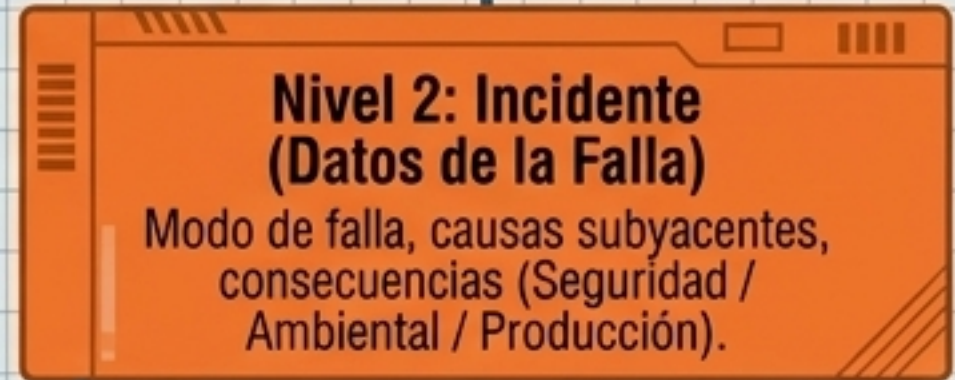 Nivel 2: Incidente
(Datos de la Falla)
Modo de falla, causas subyacentes,
consecuencias (Seguridad /
Ambiental / Producción).